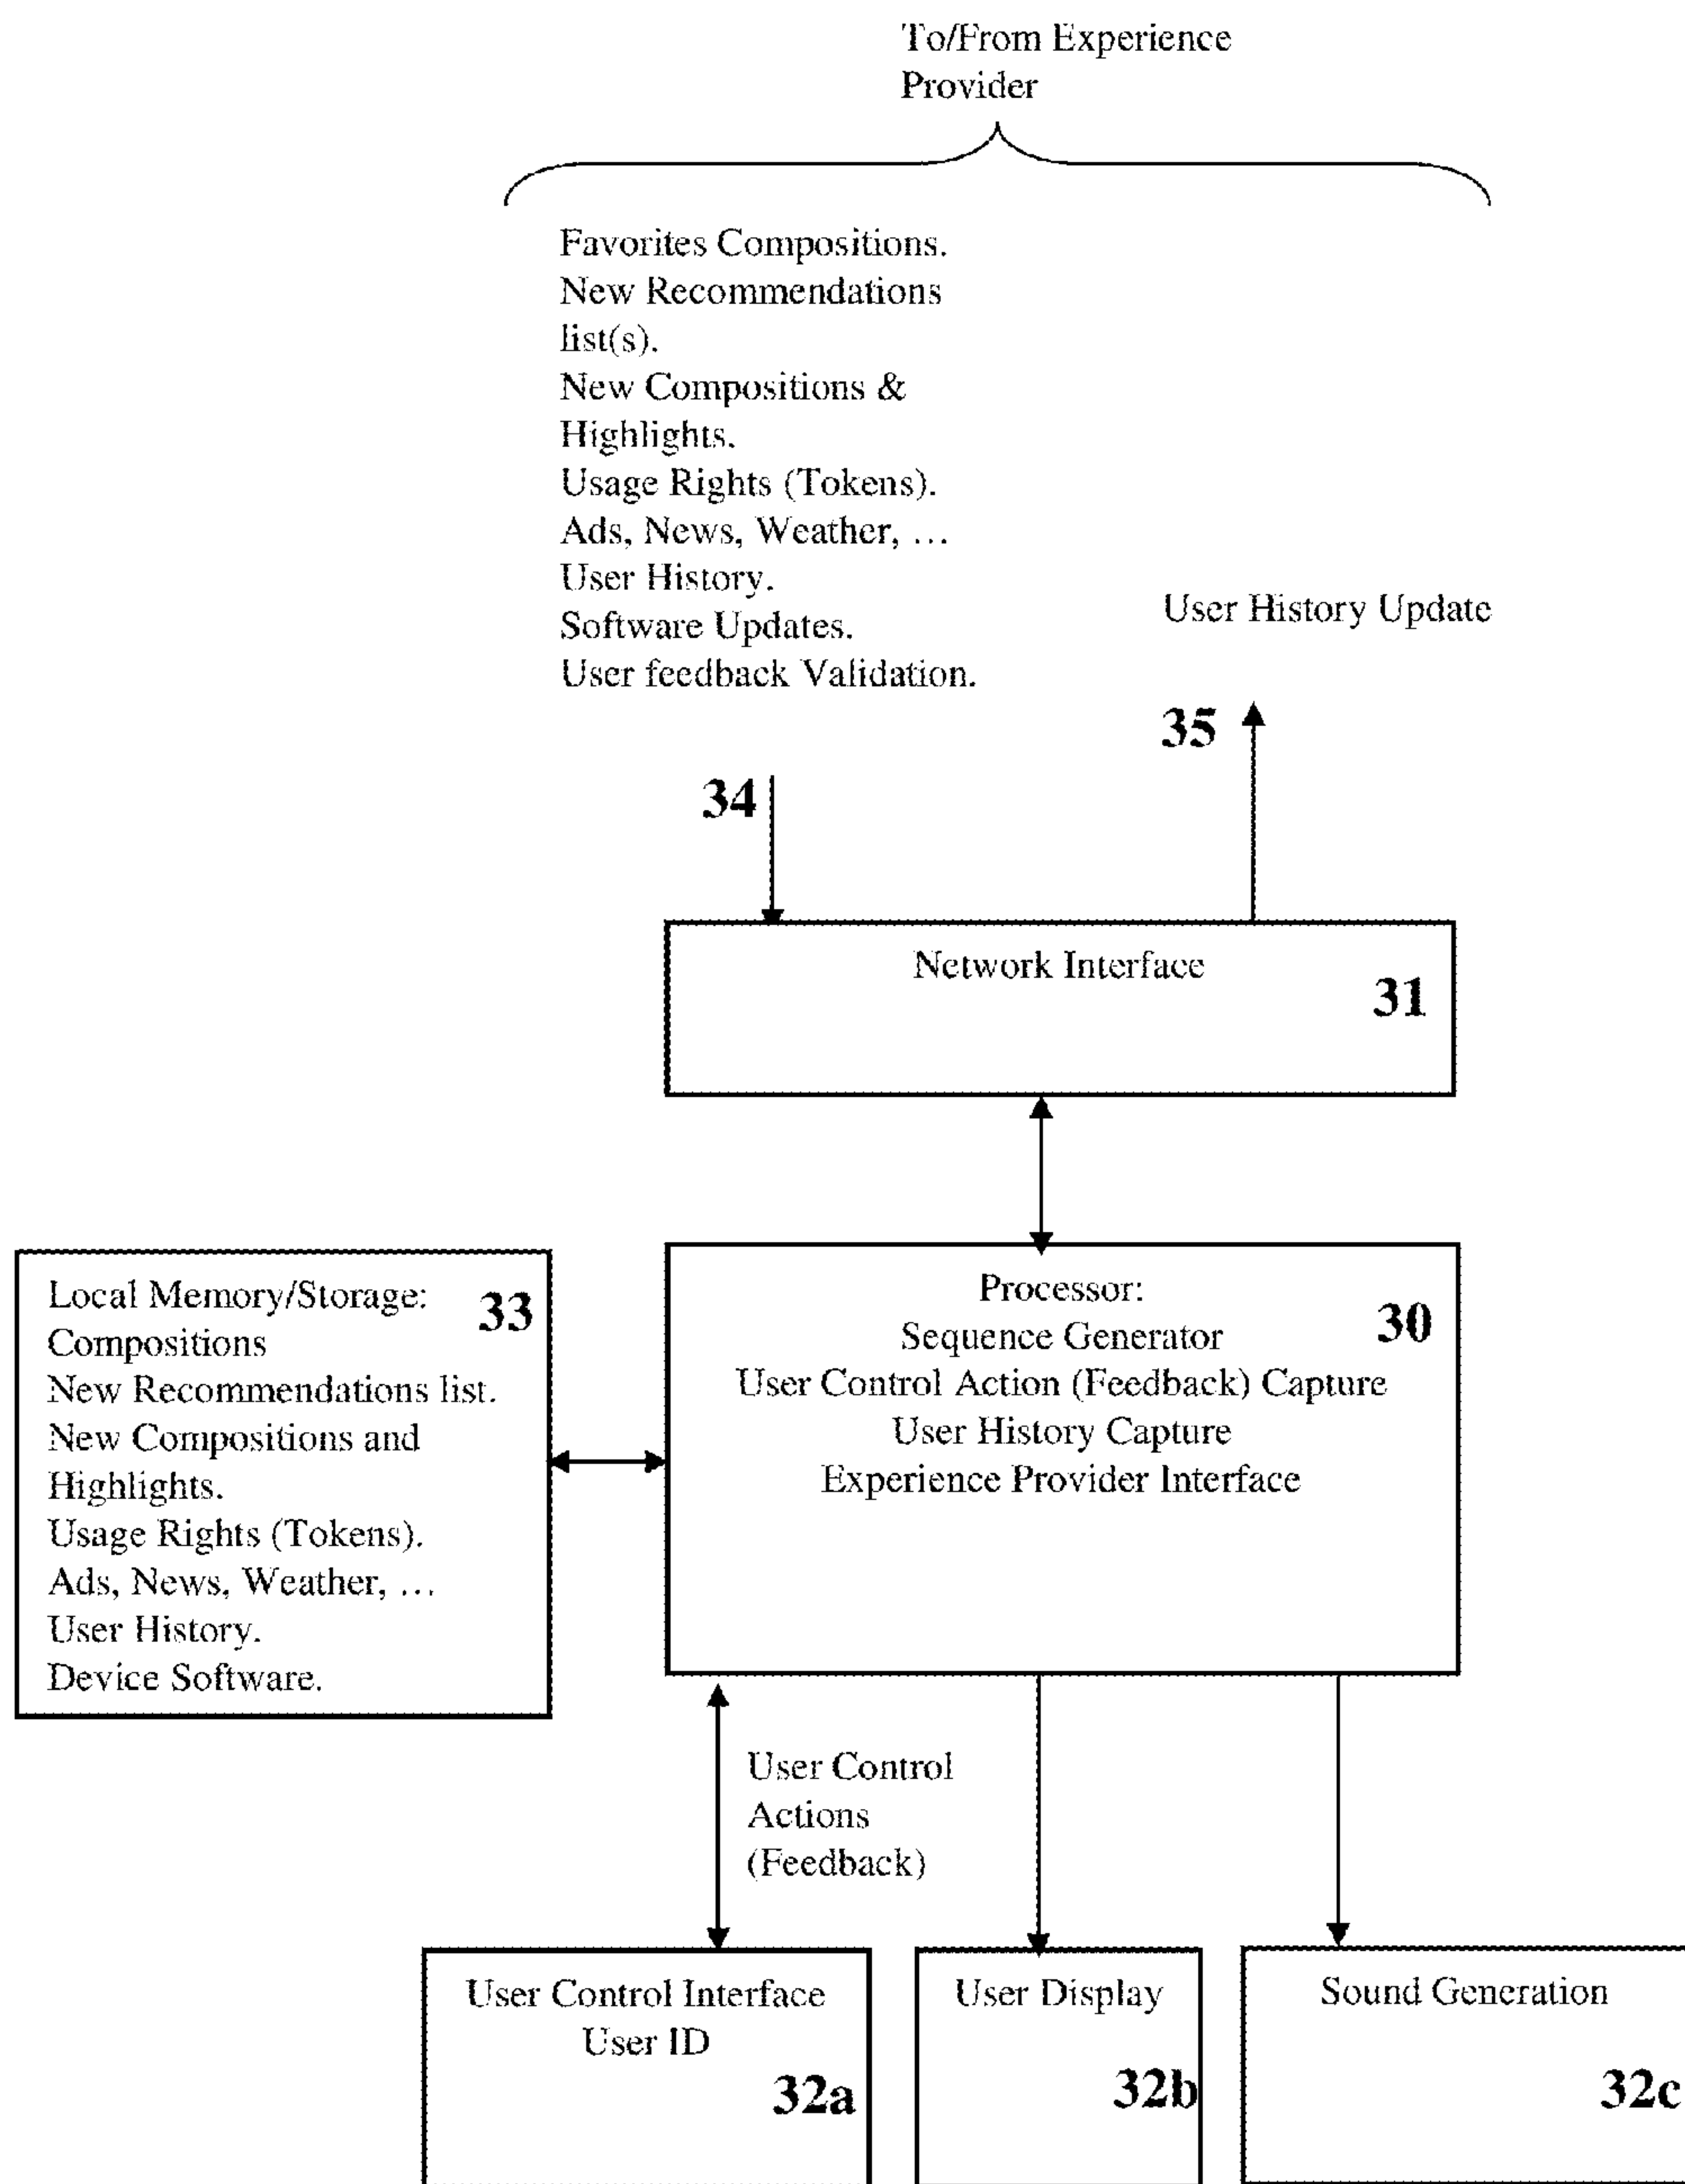 To/From Experience
Provider
Favorites Compositions.
New Recommendations
list(s).
New Compositions &
Highlights.
Usage Rights (Tokens).
Ads, News, Weather, …
User History.
Software Updates.
User feedback Validation.
User History Update
35
34
Network Interface
31
Local Memory/Storage:
33
Compositions
New Recommendations list.
New Compositions and
Highlights.
Usage Rights (Tokens).
Ads, News, Weather, …
User History.
Device Software.
Processor:
30
Sequence Generator
User Control Action (Feedback) Capture
User History Capture
Experience Provider Interface
User Control
Actions
(Feedback)
User Control Interface
User ID
32a
User Display
32b
Sound Generation
32c